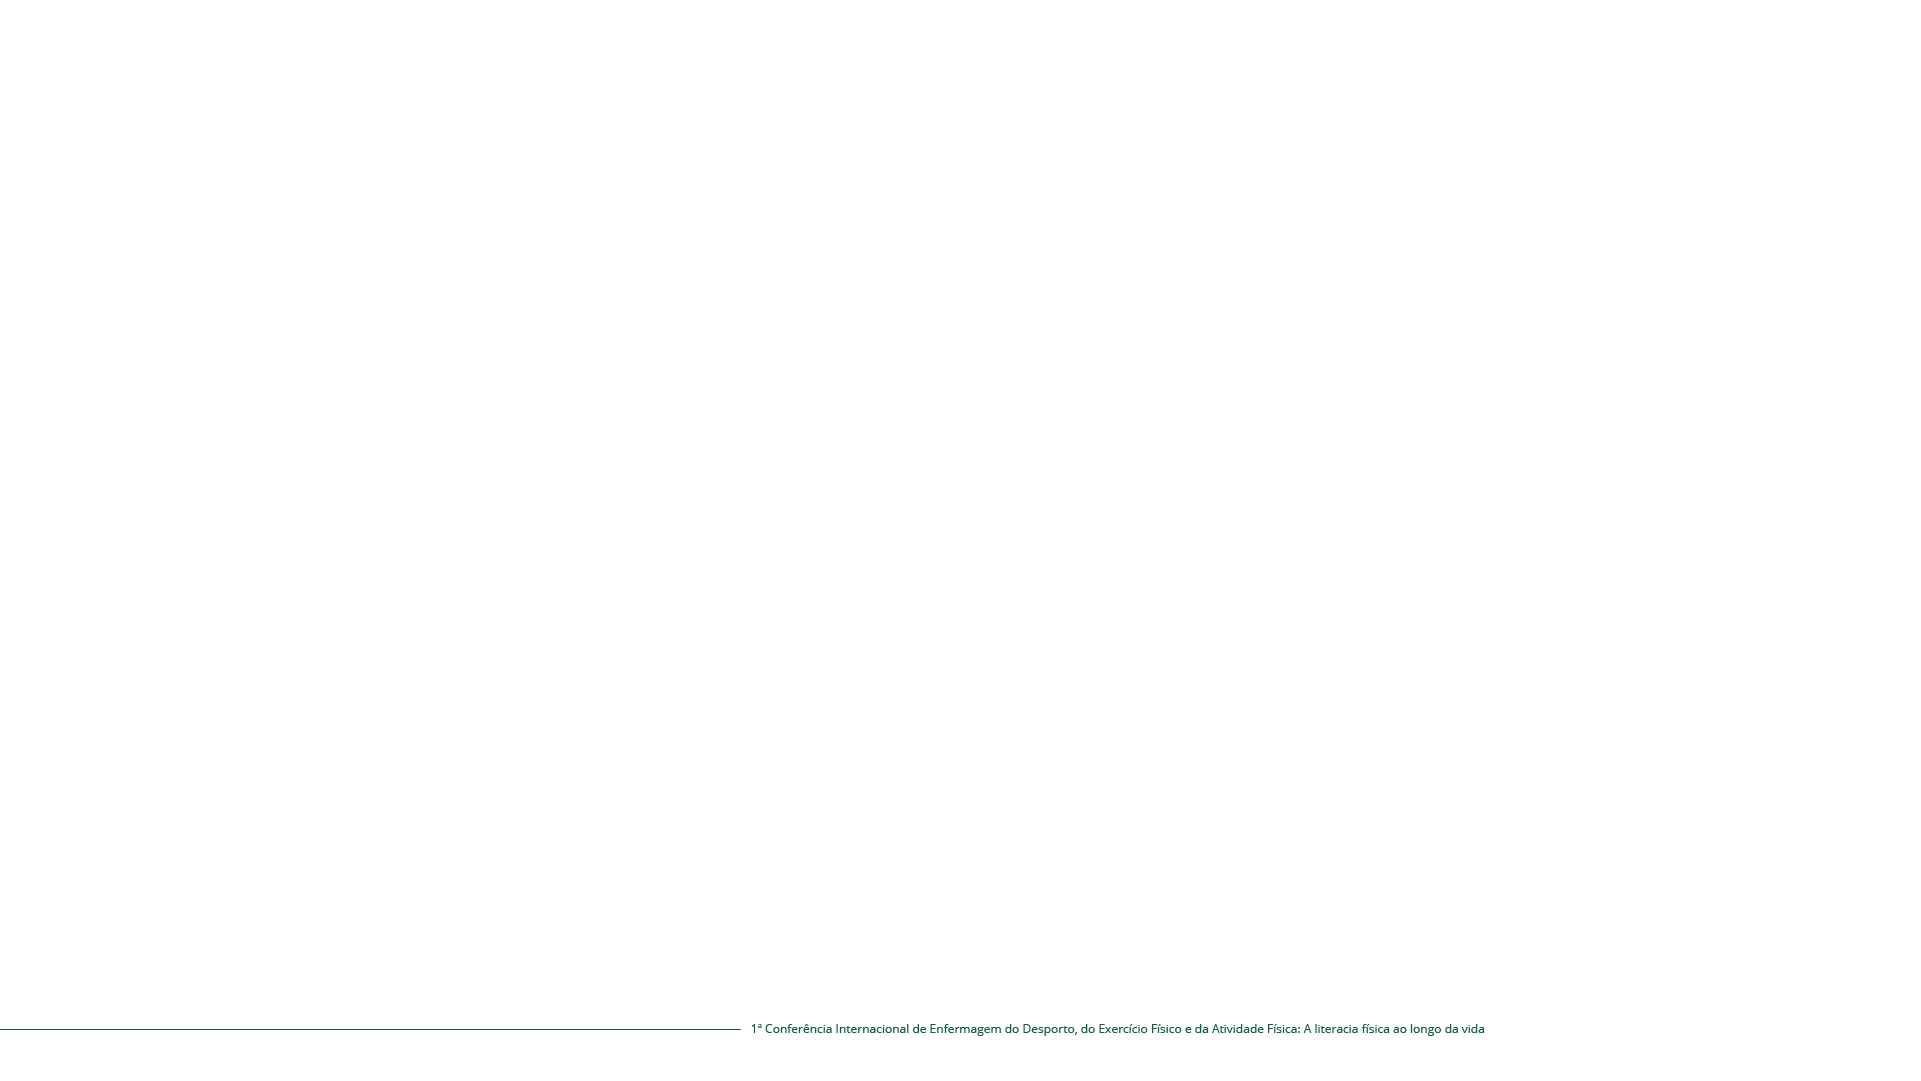 1ª Conferência Internacional de Enfermagem do Desporto, do Exercício Físico e da Atividade Física: A literacia física ao longo da vida